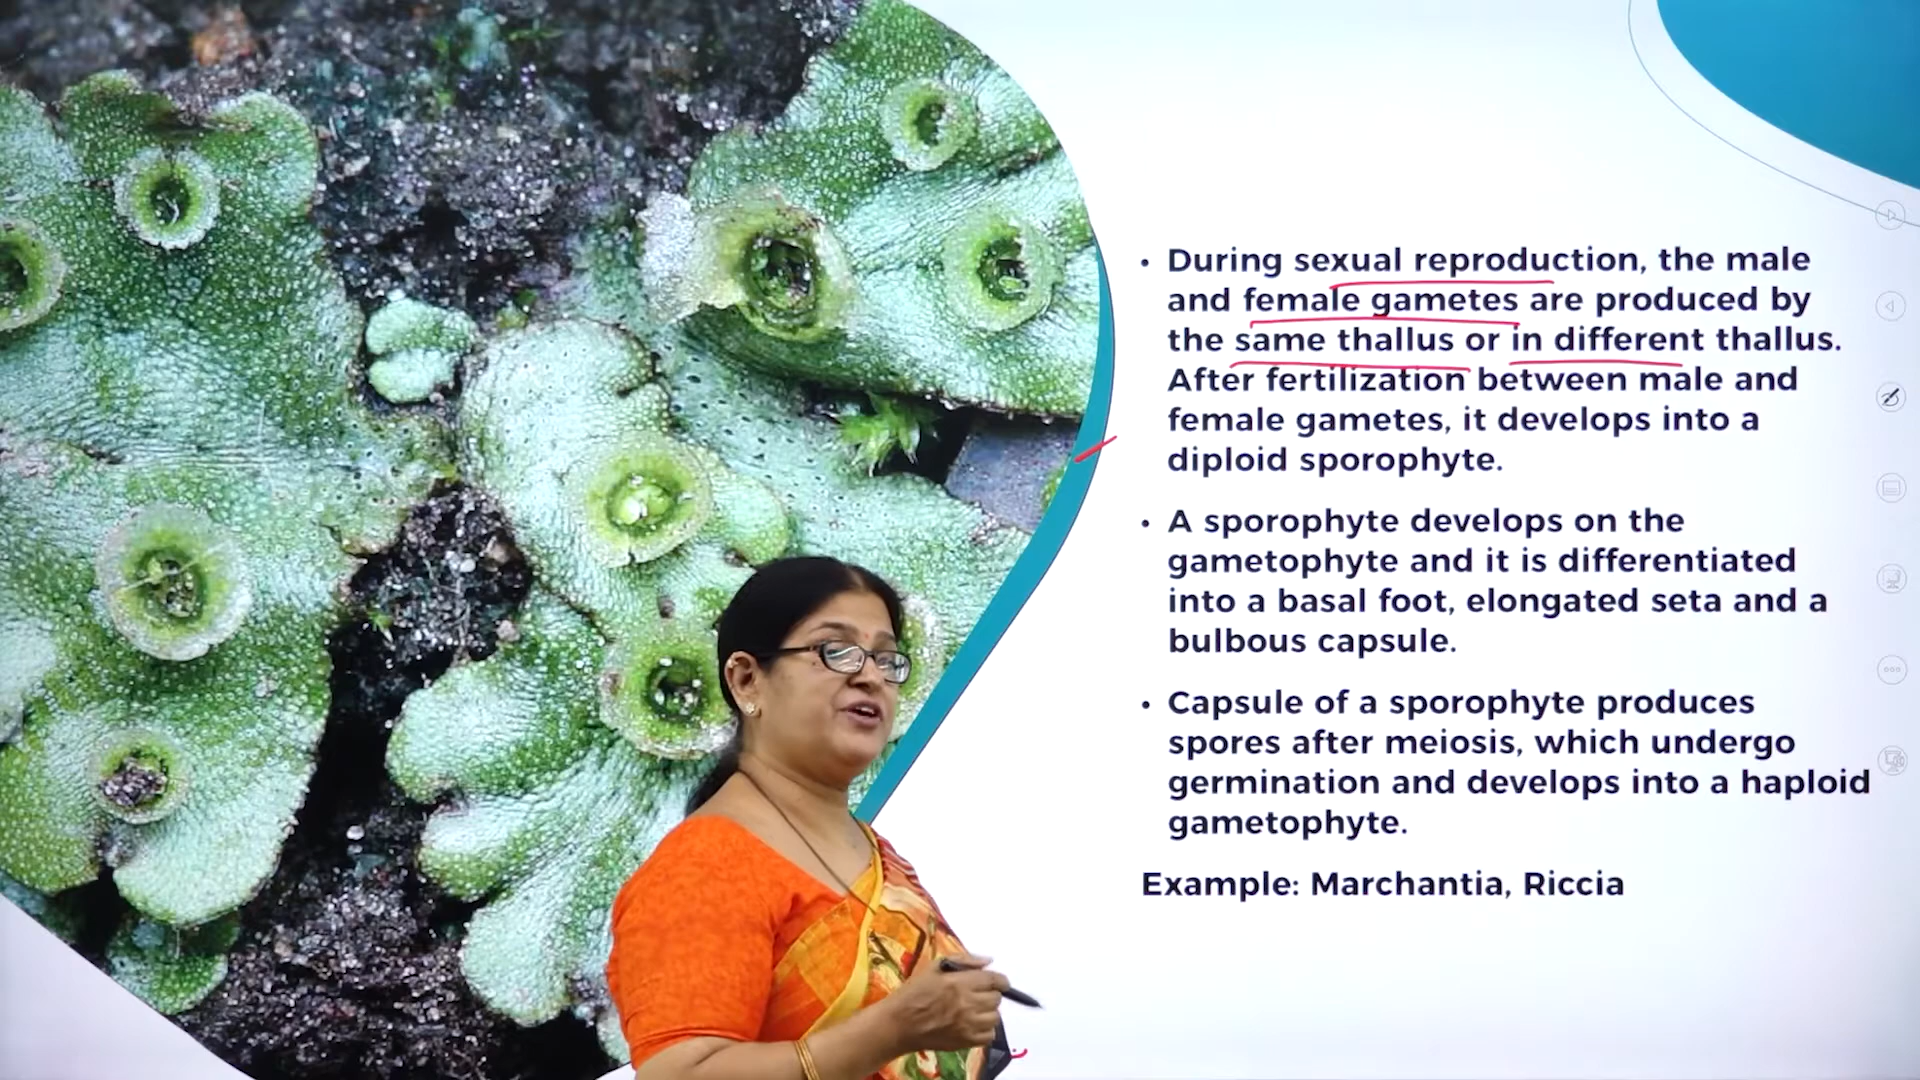 • During sexual reproduction, the male
and female gametes are produced by
the same thallus or in different thallus.
After fertilization between male and
female gametes, it develops into a
diploid sporophyte.
• A sporophyte develops on the
gametophyte and it is differentiated
into a basal foot, elongated seta and a
bulbous capsule.
• Capsule of a sporophyte produces
spores after meiosis, which undergo
germination and develops into a haploid
gametophyte.
Example: Marchantia, Riccia